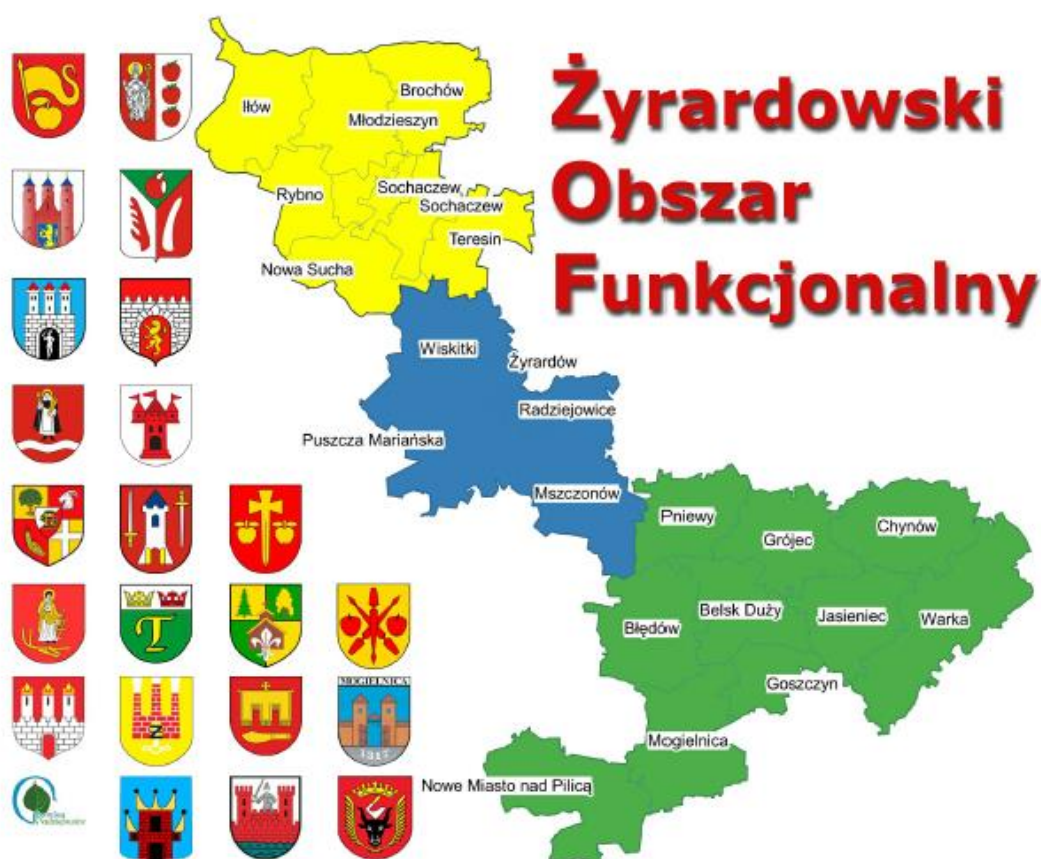 Żyrardowski
Obszar
Funkcjonalny
Iłów
Brochów
Młodzieszyn
Rybno
Sochaczew
Sochaczew
Teresin
Nowa Sucha
Wiskitki
Żyrardów
Radziejowice
Puszcza Mariańska
Mszczonów
Pniewy
Grójec
Chynów
Belsk Duży
Jasieniec
Warka
Błędów
Goszczyn
Mogielnica
Nowe Miasto nad Pilicą
T
Z
MOGIELNICA
1317